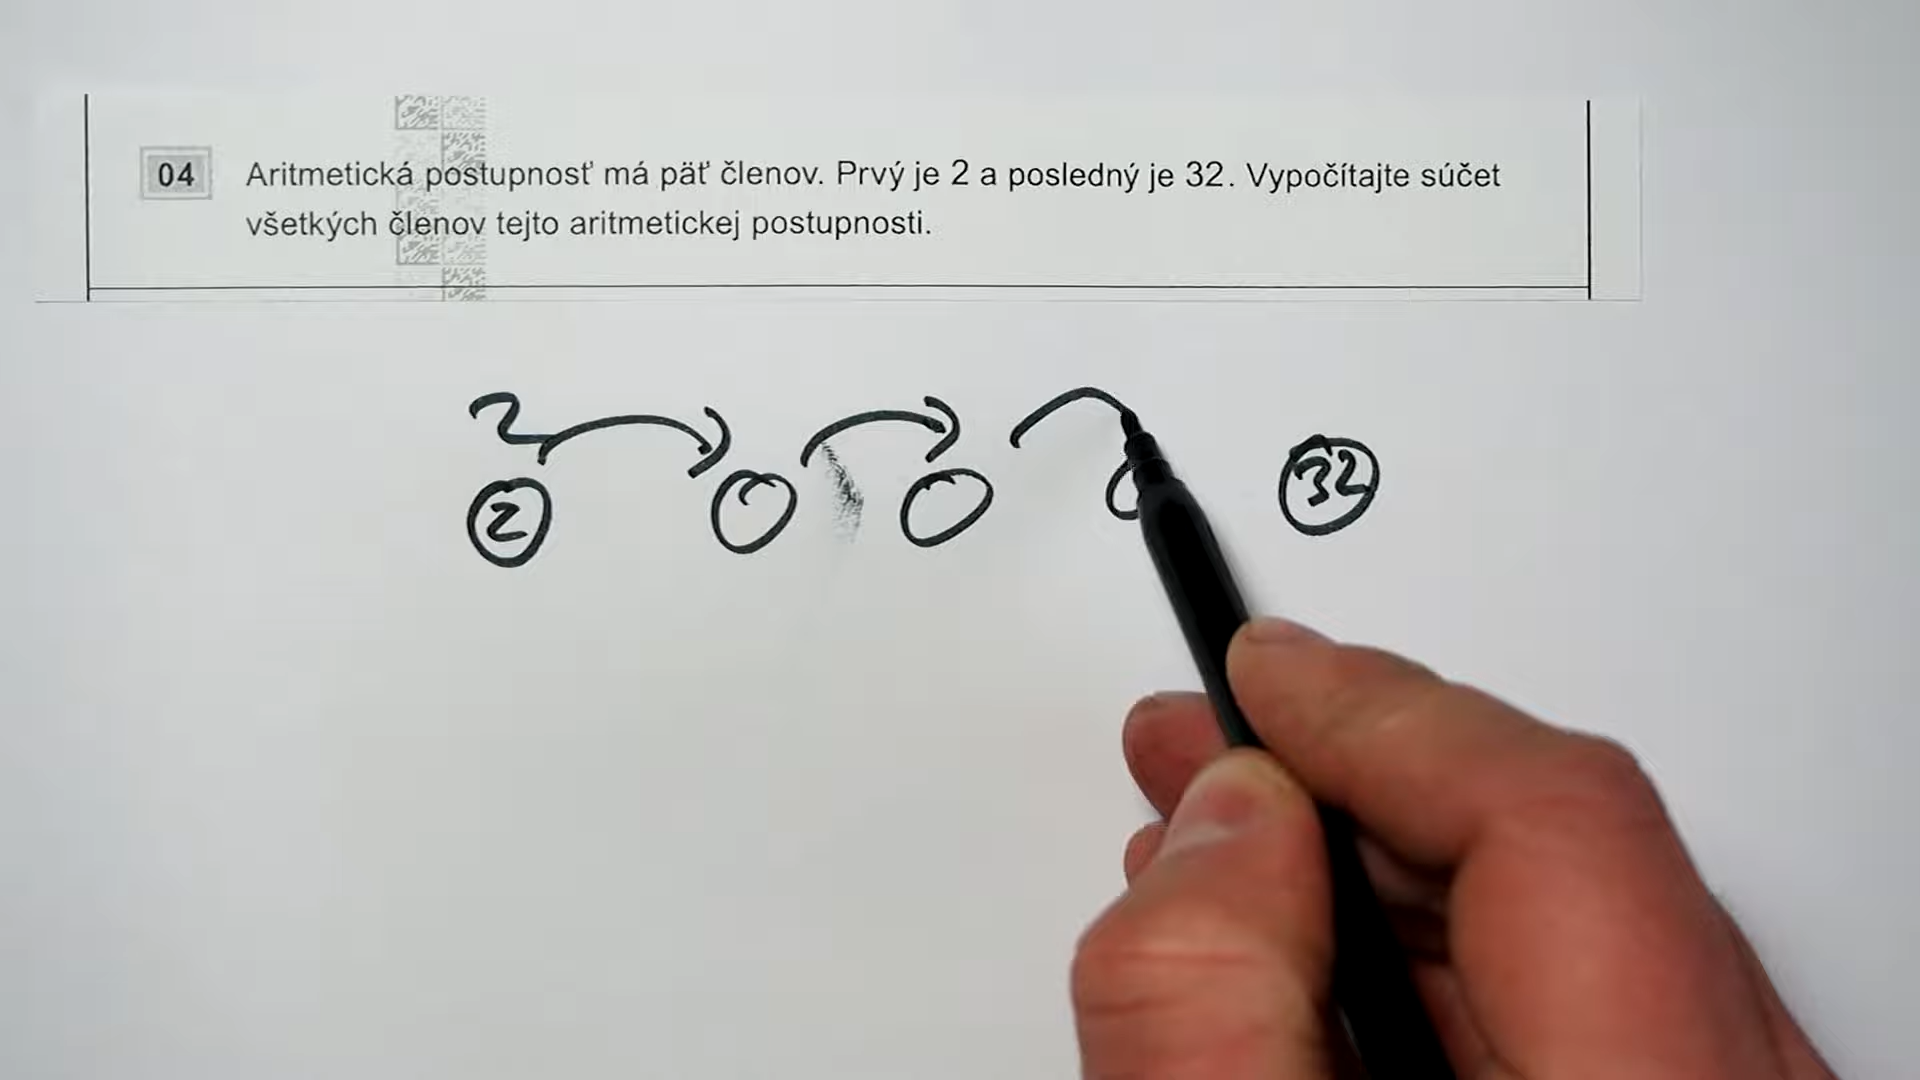 04 Aritmetická postupnosť má päť členov. Prvý je 2 a posledný je 32. Vypočítajte súčet
všetkých členov tejto aritmetickej postupnosti.
2
2 32